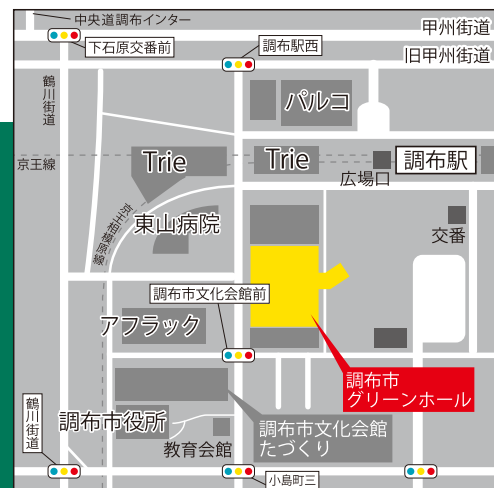 中央道調布インター
甲州街道
下石原交番前
調布駅西
旧甲州街道
鶴川街道
パルコ
京王線
Trie
Trie
調布駅
広場口
京王相模原線
東山病院
交番
調布市文化会館前
アフラック
調布市
グリーンホール
鶴川街道
調布市役所
調布市文化会館
たづくり
教育会館
小島町三